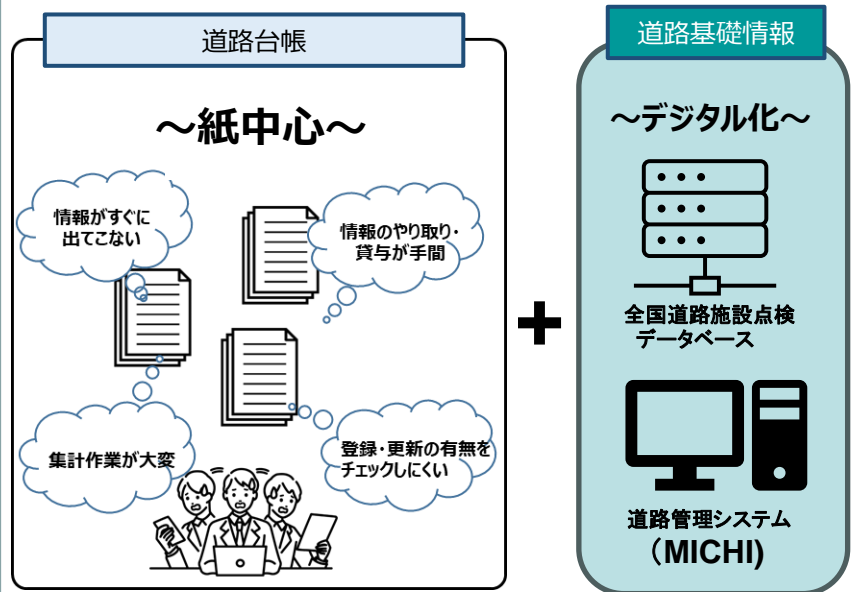 道路台帳
～紙中心～
情報がすぐに
出てこない
情報のやり取り・
貸与が手間
集計作業が大変
登録・更新の有無を
チェックしにくい
+
道路基礎情報
～デジタル化～
全国道路施設点検
データベース
道路管理システム
（MICHI)